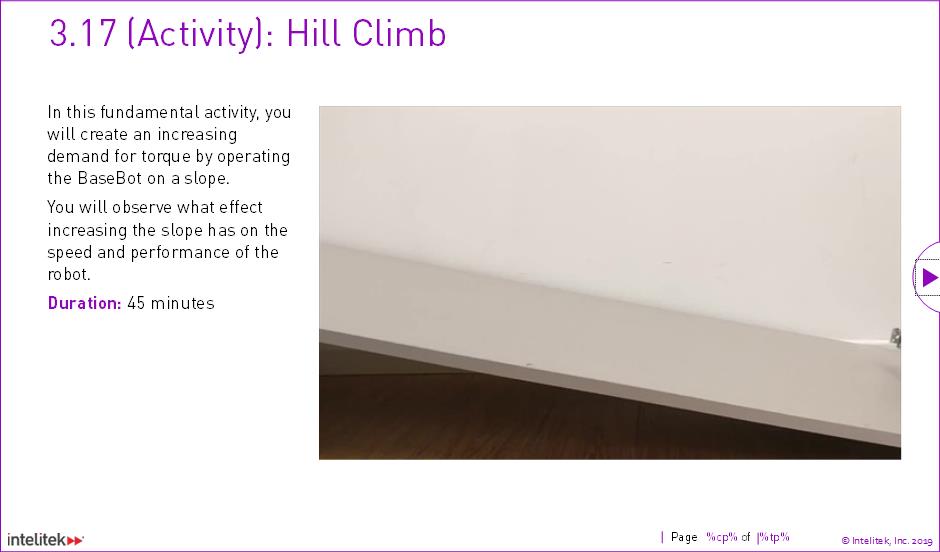 3.17 (Activity): Hill Climb
In this fundamental activity, you
will create an increasing
demand for torque by operating
the BaseBot on a slope.
You will observe what effect
increasing the slope has on the
speed and performance of the
robot.
Duration: 45 minutes
intelitek
| Page %cp% of |%tp%
© Intelitek, Inc. 2019